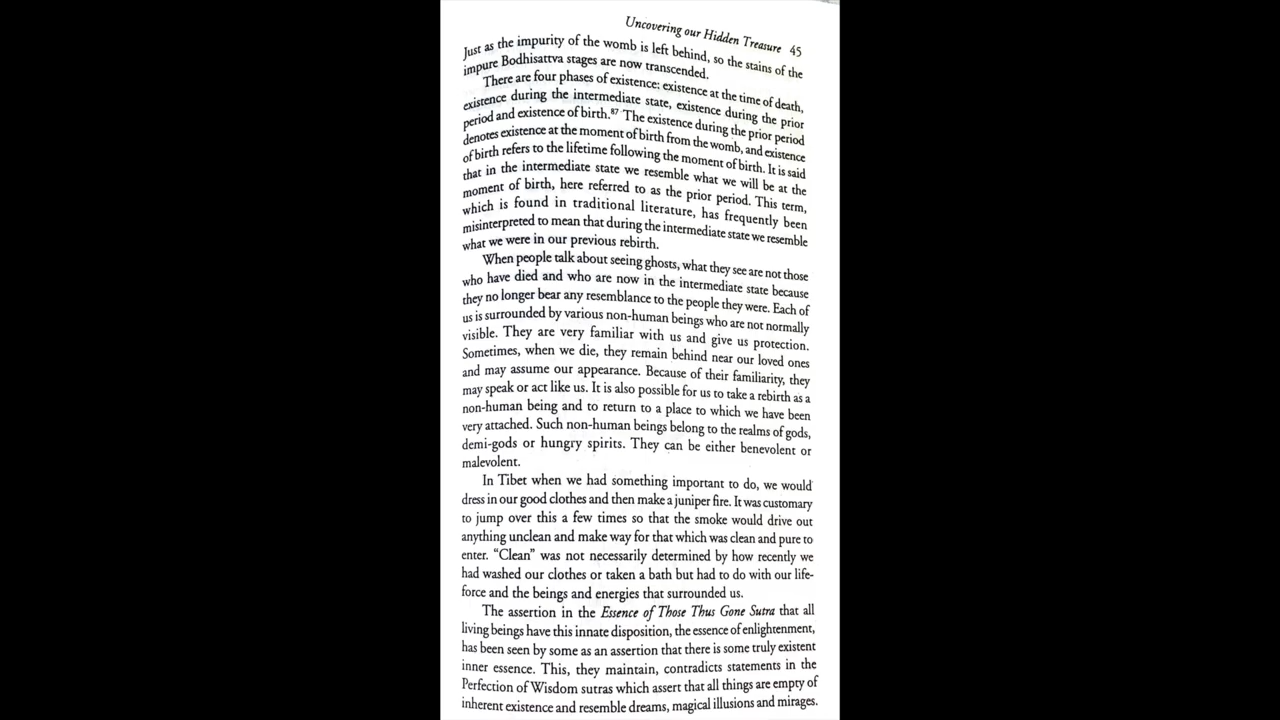 Uncovering our Hidden Treasure 45
Just as the impurity of the womb is left behind, so the stains of the
impure Bodhisattva stages are now transcended.
There are four phases of existence: existence at the time of death,
existence during the intermediate state, existence during the prior
period and existence of birth.87 The existence during the prior period
denotes existence at the moment of birth from the womb, and existence
of birth refers to the lifetime following the moment of birth. It is said
that in the intermediate state we resemble what we will be at the
moment of birth, here referred to as the prior period. This term,
which is found in traditional literature, has frequently been
misinterpreted to mean that during the intermediate state we resemble
what we were in our previous rebirth.
When people talk about seeing ghosts, what they see are not those
who have died and who are now in the intermediate state because
they no longer bear any resemblance to the people they were. Each of
us is surrounded by various non-human beings who are not normally
visible. They are very familiar with us and give us protection.
Sometimes, when we die, they remain behind near our loved ones
and may assume our appearance. Because of their familiarity, they
may speak or act like us. It is also possible for us to take a rebirth as a
non-human being and to return to a place to which we have been
very attached. Such non-human beings belong to the realms of gods,
demi-gods or hungry spirits. They can be either benevolent or
malevolent.
In Tibet when we had something important to do, we would
dress in our good clothes and then make a juniper fire. It was customary
to jump over this a few times so that the smoke would drive out
anything unclean and make way for that which was clean and pure to
enter. “Clean” was not necessarily determined by how recently we
had washed our clothes or taken a bath but had to do with our life-
force and the beings and energies that surrounded us.
The assertion in the Essence of Those Thus Gone Sutra that all
living beings have this innate disposition, the essence of enlightenment,
has been seen by some as an assertion that there is some truly existent
inner essence. This, they maintain, contradicts statements in the
Perfection of Wisdom sutras which assert that all things are empty of
inherent existence and resemble dreams, magical illusions and mirages.